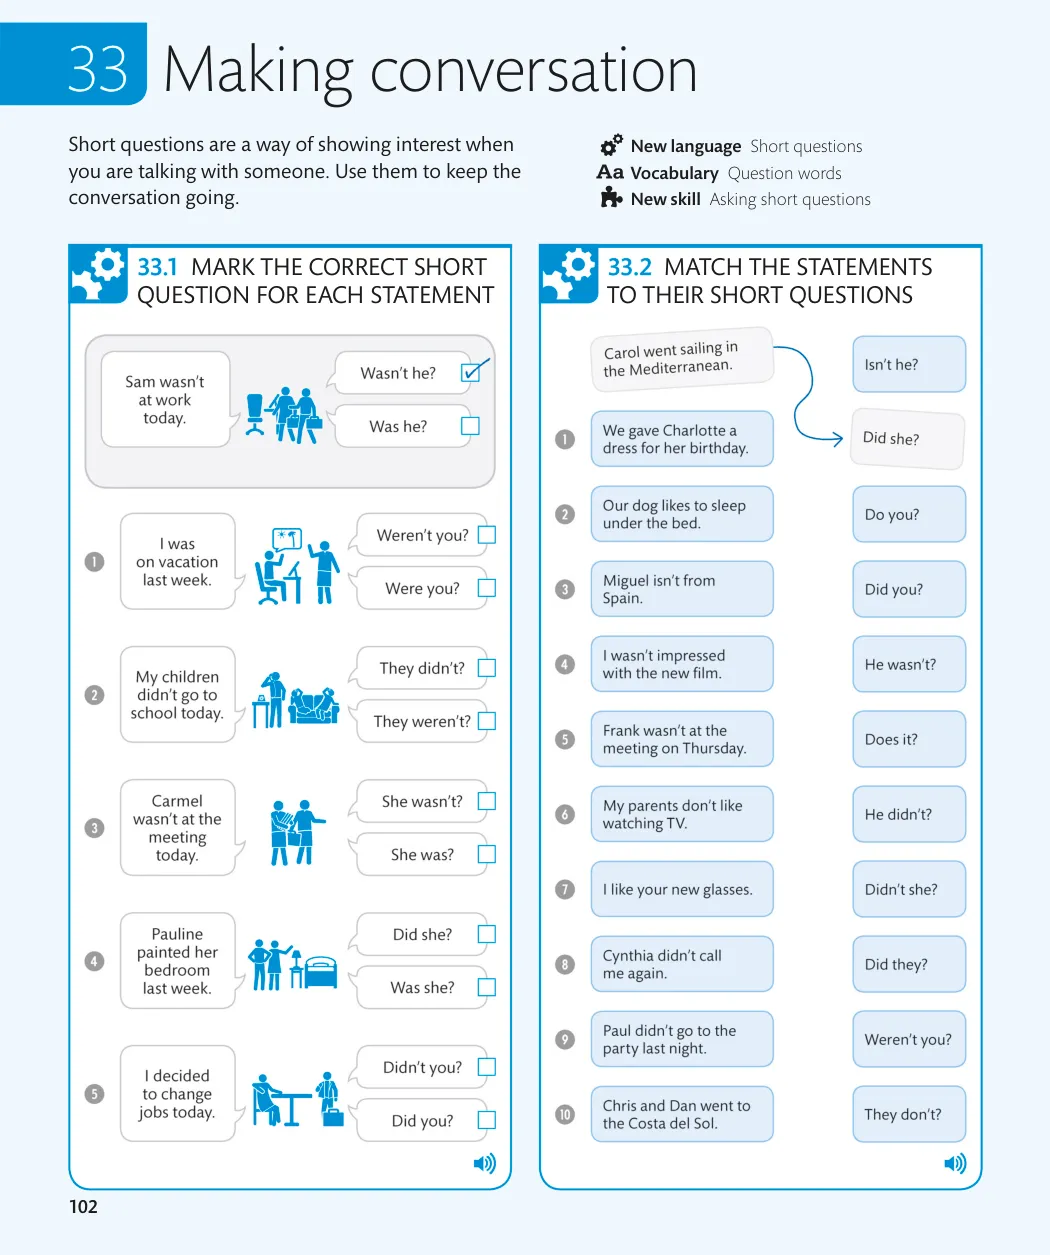 33 Making conversation
Short questions are a way of showing interest when
you are talking with someone. Use them to keep the
conversation going.
New language Short questions
Aa Vocabulary Question words
New skill Asking short questions
33.1 MARK THE CORRECT SHORT
QUESTION FOR EACH STATEMENT
Sam wasn't
at work
today.
Wasn't he?
Was he?
1
I was
on vacation
last week.
Weren't you?
Were you?
2
My children
didn't go to
school today.
They didn't?
They weren't?
3
Carmel
wasn't at the
meeting
today.
She wasn't?
She was?
4
Pauline
painted her
bedroom
last week.
Did she?
Was she?
5
I decided
to change
jobs today.
Didn't you?
Did you?
33.2 MATCH THE STATEMENTS
TO THEIR SHORT QUESTIONS
Carol went sailing in
the Mediterranean.
Isn't he?
1
We gave Charlotte a
dress for her birthday.
Did she?
2
Our dog likes to sleep
under the bed.
Do you?
3
Miguel isn't from
Spain.
Did you?
4
I wasn't impressed
with the new film.
He wasn't?
5
Frank wasn't at the
meeting on Thursday.
Does it?
6
My parents don't like
watching TV.
He didn't?
7
I like your new glasses.
Didn't she?
8
Cynthia didn't call
me again.
Did they?
9
Paul didn't go to the
party last night.
Weren't you?
10
Chris and Dan went to
the Costa del Sol.
They don't?
102